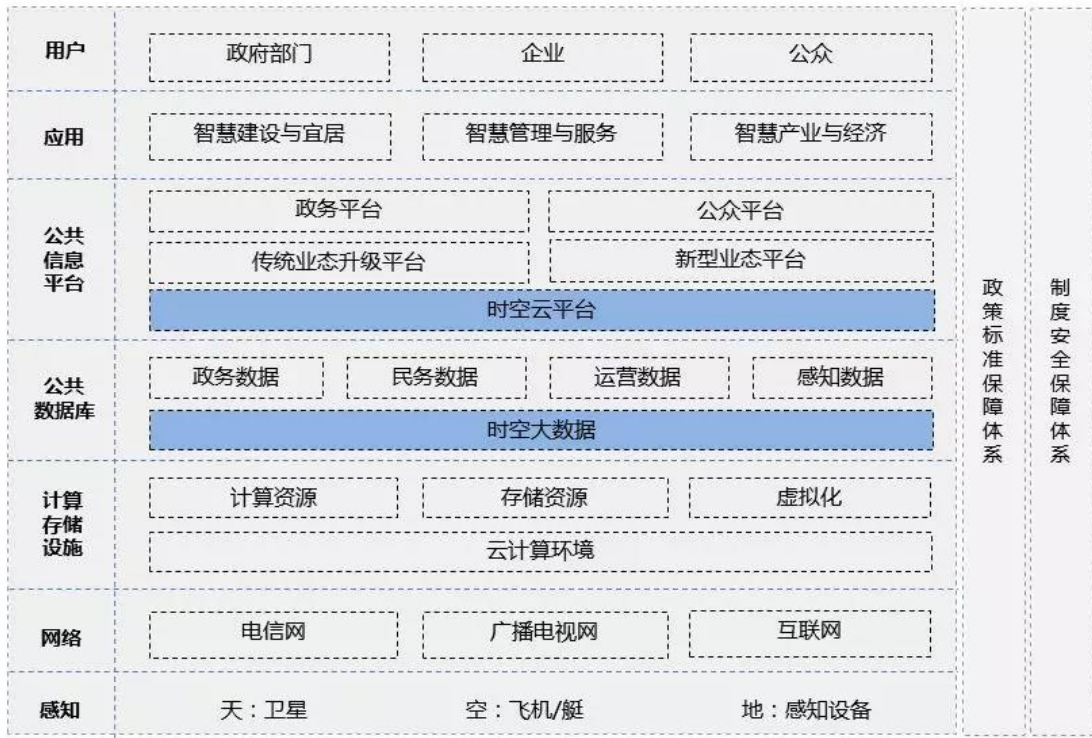 用户
政府部门
企业
公众
应用
智慧建设与宜居
智慧管理与服务
智慧产业与经济
公共
信息
平台
政务平台
公众平台
传统业态升级平台
新型业态平台
时空云平台
公共
数据库
政务数据
民务数据
运营数据
感知数据
时空大数据
计算
存储
设施
计算资源
存储资源
虚拟化
云计算环境
网络
电信网
广播电视网
互联网
感知
天：卫星
空：飞机/艇
地：感知设备
政策标准保障体系
制度安全保障体系